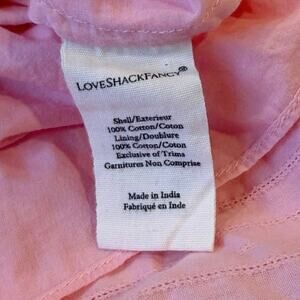 LOVESHACKFANCY®
Shell/Exterieur
100% Cotton/Coton
Lining/Doublure
100% Cotton/Coton
Exclusive of Trims
Garnitures Non Comprise
Made in India
Fabriqué en Inde